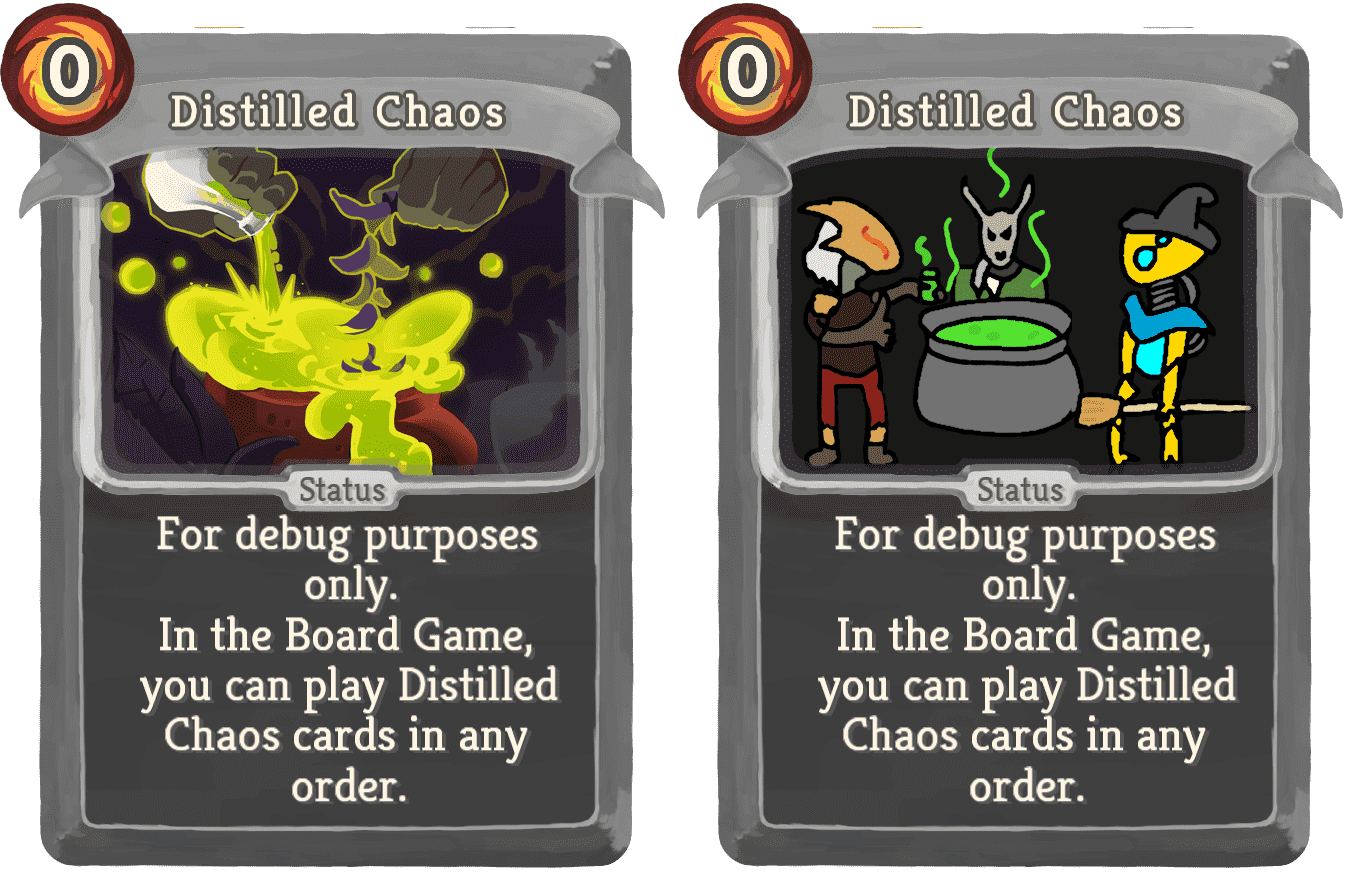 0
Distilled Chaos
Status
For debug purposes
only.
In the Board Game,
you can play Distilled
Chaos cards in any
order.
0
Distilled Chaos
Status
For debug purposes
only.
In the Board Game,
you can play Distilled
Chaos cards in any
order.